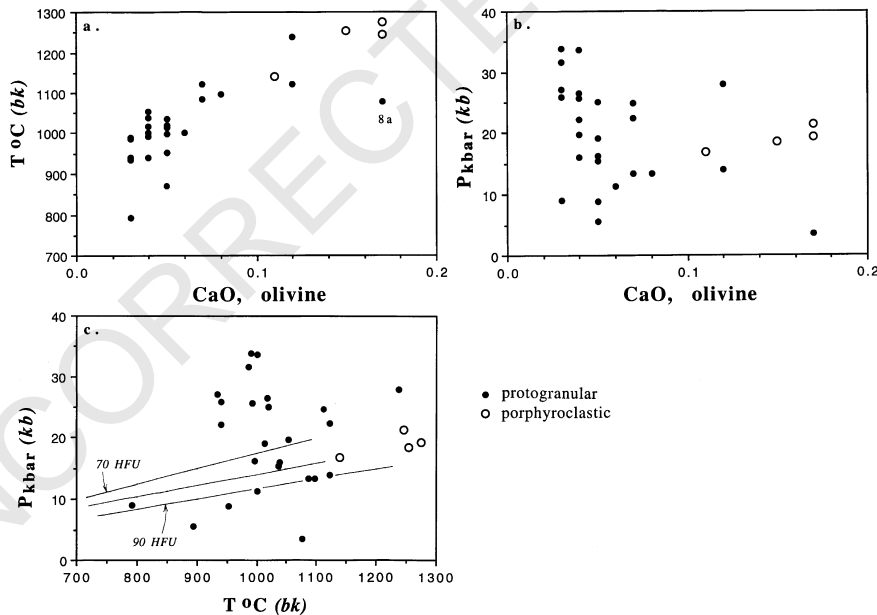 a.
1300
1200
1100
1000
900
800
700
T °C (bk)
8a
0.0
0.1
0.2
CaO, olivine
b.
40
30
20
10
0
Pkbar (kb)
0.0
0.1
0.2
CaO, olivine
c.
40
30
20
10
0
Pkbar (kb)
70 HFU
90 HFU
700
800
900
1000
1100
1200
1300
T °C (bk)
protogranular
porphyroclastic
NCORRECTE